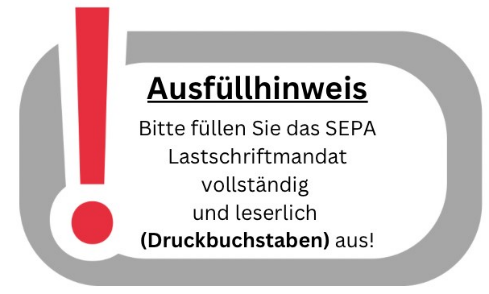 Ausfüllhinweis
Bitte füllen Sie das SEPA
Lastschriftmandat
vollständig
und leserlich
(Druckbuchstaben) aus!